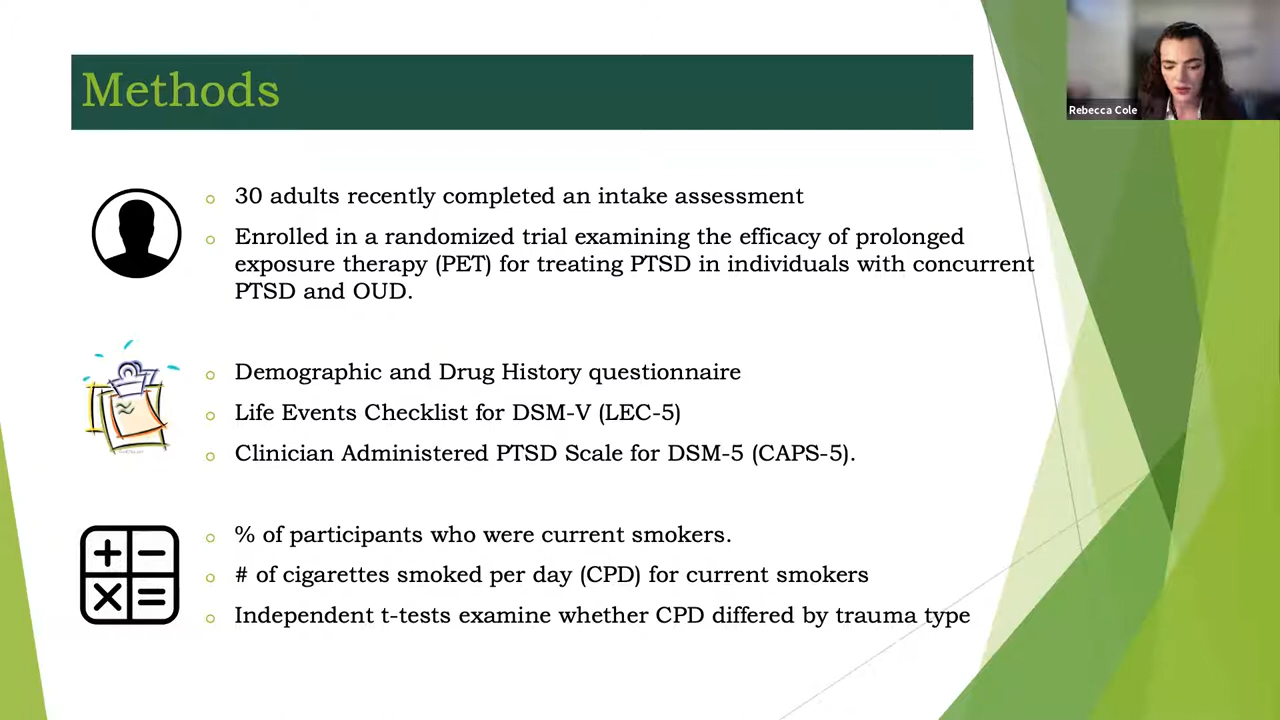 Methods
Rebecca Cole
30 adults recently completed an intake assessment
Enrolled in a randomized trial examining the efficacy of prolonged
exposure therapy (PET) for treating PTSD in individuals with concurrent
PTSD and OUD.
Demographic and Drug History questionnaire
Life Events Checklist for DSM-V (LEC-5)
Clinician Administered PTSD Scale for DSM-5 (CAPS-5).
% of participants who were current smokers.
# of cigarettes smoked per day (CPD) for current smokers
Independent t-tests examine whether CPD differed by trauma type